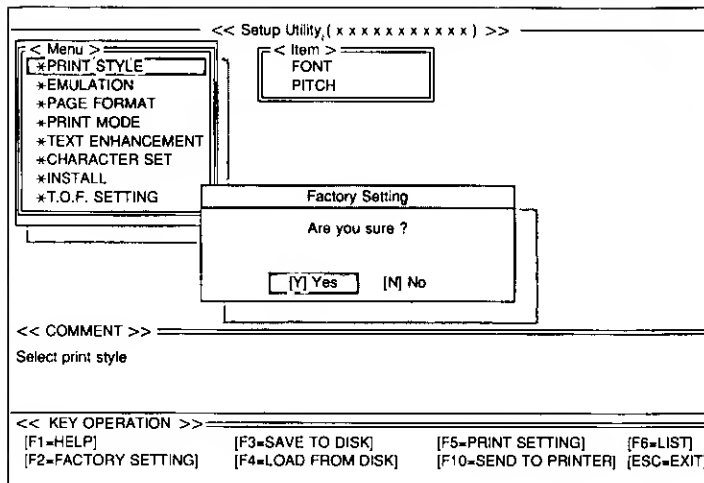 << Setup Utility (xxxxxxxxxxx) >>
< Menu >
*PRINT STYLE
*EMULATION
*PAGE FORMAT
*PRINT MODE
*TEXT ENHANCEMENT
*CHARACTER SET
*INSTALL
*T.O.F. SETTING
< Item >
FONT
PITCH
Factory Setting
Are you sure ?
[Y] Yes [N] No
<< COMMENT >>
Select print style
<< KEY OPERATION >>
[F1=HELP] [F3=SAVE TO DISK] [F5=PRINT SETTING] [F6=LIST]
[F2=FACTORY SETTING] [F4=LOAD FROM DISK] [F10=SEND TO PRINTER] [ESC=EXIT]